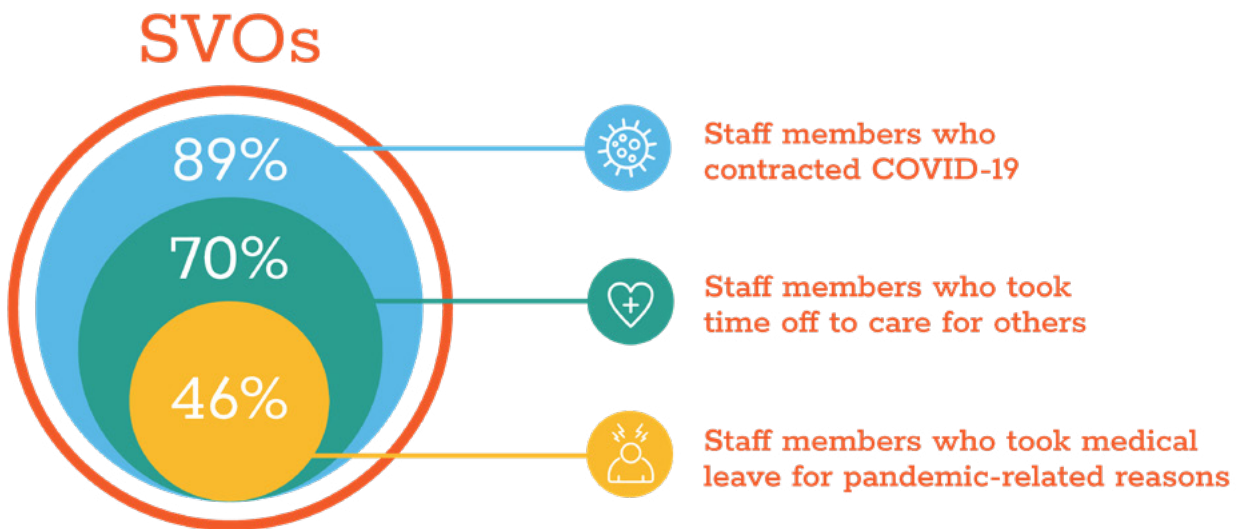 SVOs
89%
Staff members who
contracted COVID-19
70%
Staff members who took
time off to care for others
46%
Staff members who took medical
leave for pandemic-related reasons